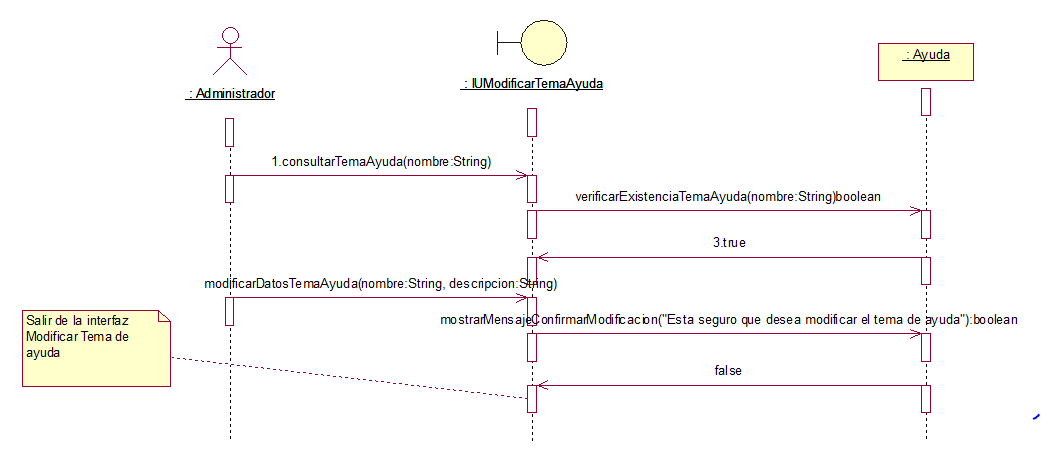 : Administrador
: IUModificarTemaAyuda
: Ayuda
1.consultarTemaAyuda(nombre:String)
verificarExistenciaTemaAyuda(nombre:String)boolean
3.true
modificarDatosTemaAyuda(nombre:String, descripcion:String)
Salir de la interfaz
Modificar Tema de
ayuda
mostrarMensajeConfirmarModificacion("Esta seguro que desea modificar el tema de ayuda"):boolean
false